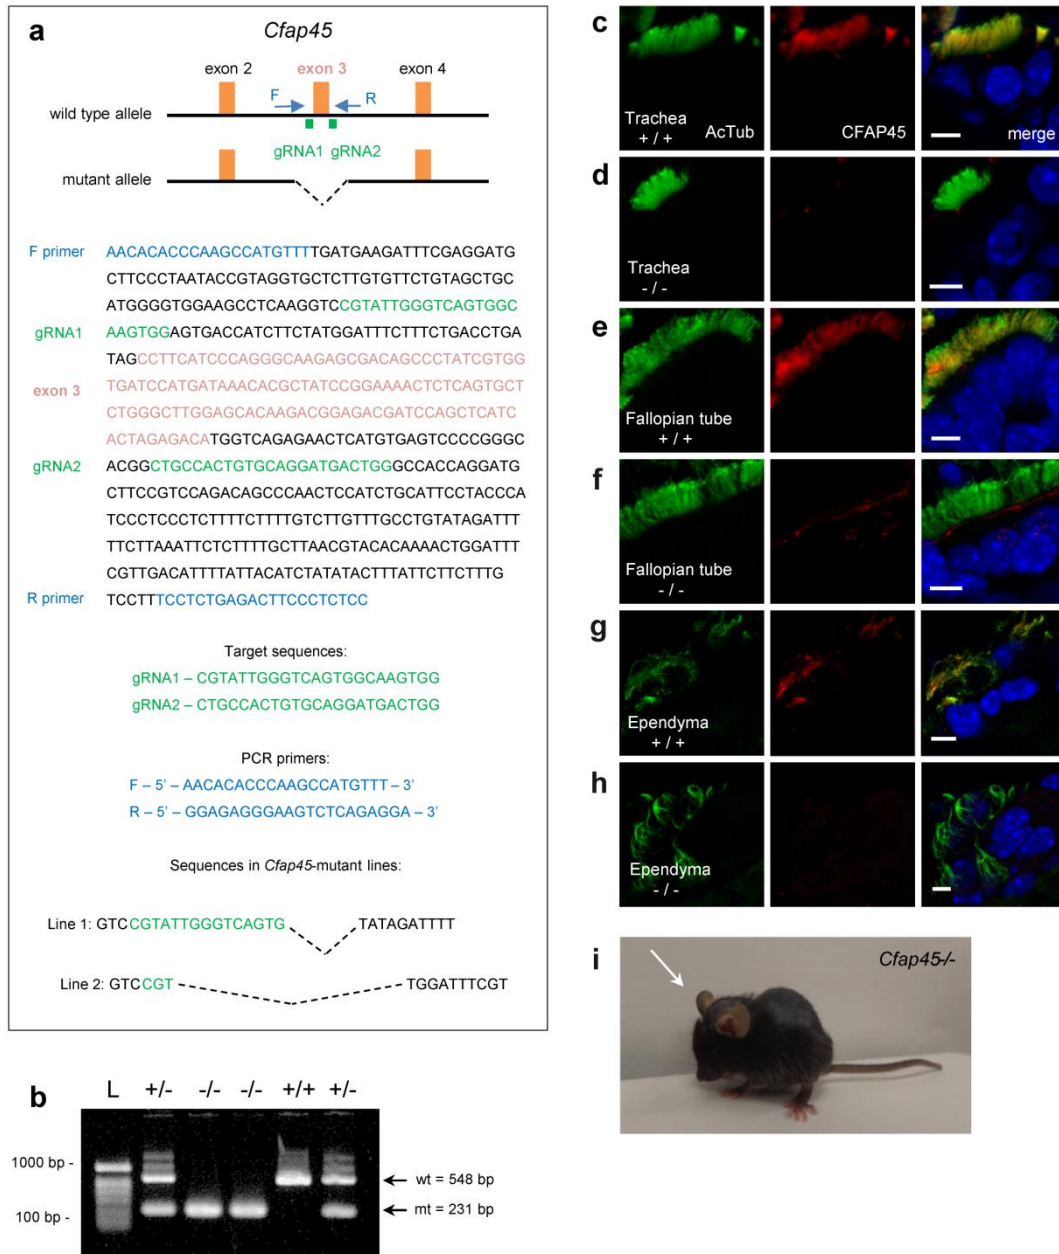 a
Cfap45
exon 2
exon 3
exon 4
F
R
wild type allele
gRNA1
gRNA2
mutant allele
F primer
AACACACCCAAGCCATGTTTTGATGAAGATTTCGAGGATG
CTTCCCTAATACCGTAGGTGCTCTTGTGTTCTGTAGCTGC
ATGGGGTGGAAGCCTCAAGGTCCGTATTGGGTCAGTGGC
gRNA1
AAGTGGAGTGACCATCTTCTATGGATTTCTTTCTGACCTGA
TAGCCTTCATCCCAGGGCAAGAGCGACAGCCCTATCGTGG
exon 3
TGATCCATGATAAACACGCTATCCGGAAAACTCTCAGTGCT
CTGGGCTTGGAGCACAAGACGGAGACGATCCAGCTCATC
ACTAGAGACATGGTCAGAGAACTCATGTGAGTCCCCGGGC
gRNA2
ACGGCTGCCACTGTGCAGGATGACTGGGCCACCAGGATG
CTTCCGTCCAGACAGCCCAACTCCATCTGCATTCCTACCCA
TCCCTCCCTCTTTTCTTTTGTCTTGTTTGCCTGTATAGATTT
TTCTTAAATTCTCTTTTGCTTAACGTACACAAAACTGGATTT
CGTTGACATTTTATTACATCTATATACTTTATTCTTCTTTG
R primer
TCCTTTCCTCTGAGACTTCCCTCTCC
Target sequences:
gRNA1 – CGTATTGGGTCAGTGGCAAGTGG
gRNA2 – CTGCCACTGTGCAGGATGACTGG
PCR primers:
F – 5’ – AACACACCCAAGCCATGTTT – 3’
R – 5’ – GGAGAGGGAAGTCTCAGAGGA – 3’
Sequences in Cfap45-mutant lines:
Line 1: GTCCGTATTGGGTCAGTG TATAGATTTT
Line 2: GTCCGT TGGATTTCGT
b
L +/- -/- -/- +/+ +/-
1000 bp -
100 bp -
wt = 548 bp
mt = 231 bp
c
Trachea
+ / +
AcTub
CFAP45
merge
d
Trachea
- / -
e
Fallopian tube
+ / +
f
Fallopian tube
- / -
g
Ependyma
+ / +
h
Ependyma
- / -
i
Cfap45-/-